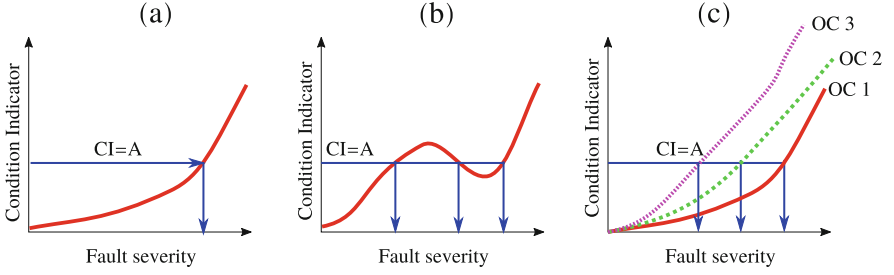 (a)
Condition Indicator
CI=A
Fault severity
(b)
Condition Indicator
CI=A
Fault severity
(c)
Condition Indicator
CI=A
OC 3
OC 2
OC 1
Fault severity